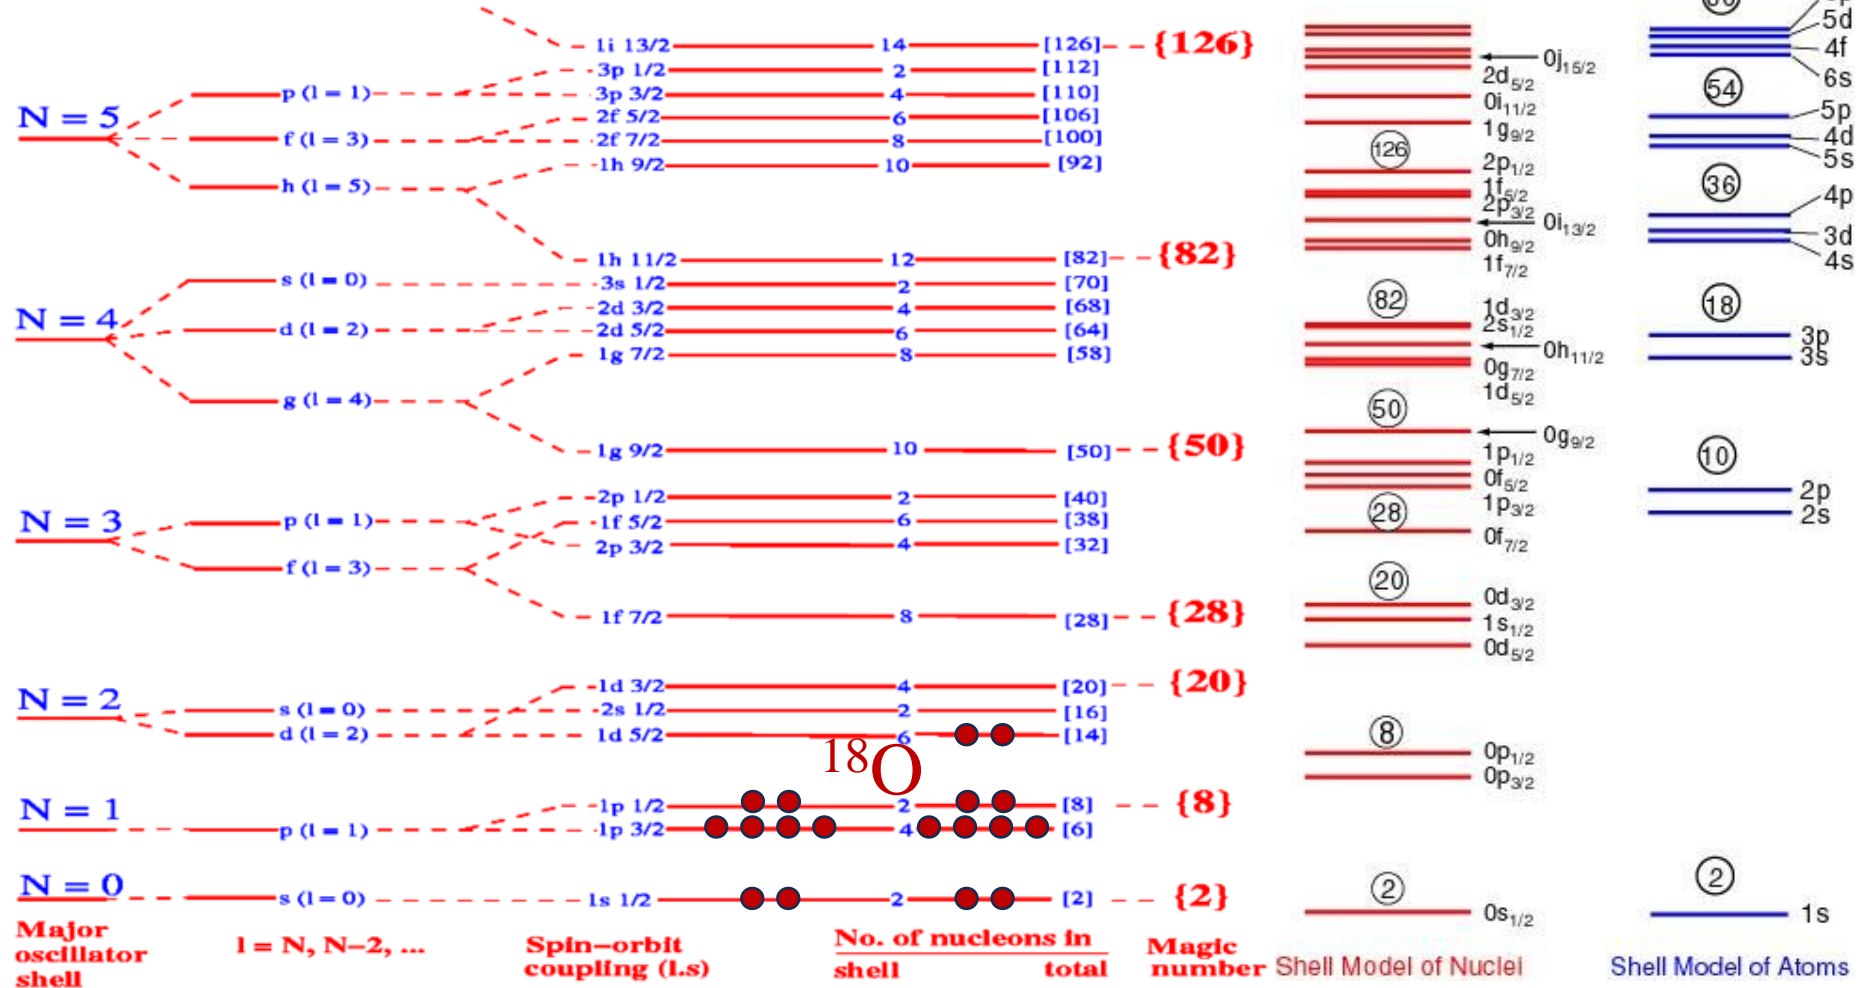 1i 13/2 14 [126] {126}
3p 1/2 2 [112]
N = 5 p (l = 1) 3p 3/2 4 [110]
2f 5/2 6 [106]
f (l = 3) 2f 7/2 8 [100]
1h 9/2 10 [92]
h (l = 5)
1h 11/2 12 [82] {82}
s (l = 0) 3s 1/2 2 [70]
2d 3/2 4 [68]
N = 4 d (l = 2) 2d 5/2 6 [64]
1g 7/2 8 [58]
g (l = 4)
1g 9/2 10 [50] {50}
2p 1/2 2 [40]
N = 3 p (l = 1) 1f 5/2 6 [38]
2p 3/2 4 [32]
f (l = 3)
1f 7/2 8 [28] {28}
1d 3/2 4 [20] {20}
N = 2 s (l = 0) 2s 1/2 2 [16]
d (l = 2) 1d 5/2 6 [14]
18O
1p 1/2 2 [8] {8}
N = 1 p (l = 1) 1p 3/2 4 [6]
N = 0 s (l = 0) 1s 1/2 2 [2] {2}
Major
oscillator
shell
l = N, N−2, ...
Spin−orbit
coupling (l.s)
No. of nucleons in
shell total
Magic
number
0j15/2
2d5/2
0i11/2
1g9/2
126
2p1/2
1f5/2
2p3/2
0i13/2
0h9/2
1f7/2
82
1d3/2
2s1/2
0h11/2
0g7/2
1d5/2
50
0g9/2
1p1/2
0f5/2
1p3/2
28
0f7/2
20
0d3/2
1s1/2
0d5/2
8
0p1/2
0p3/2
2
0s1/2
Shell Model of Nuclei
5d
4f
6s
54
5p
4d
5s
36
4p
3d
4s
18
3p
3s
10
2p
2s
2
1s
Shell Model of Atoms